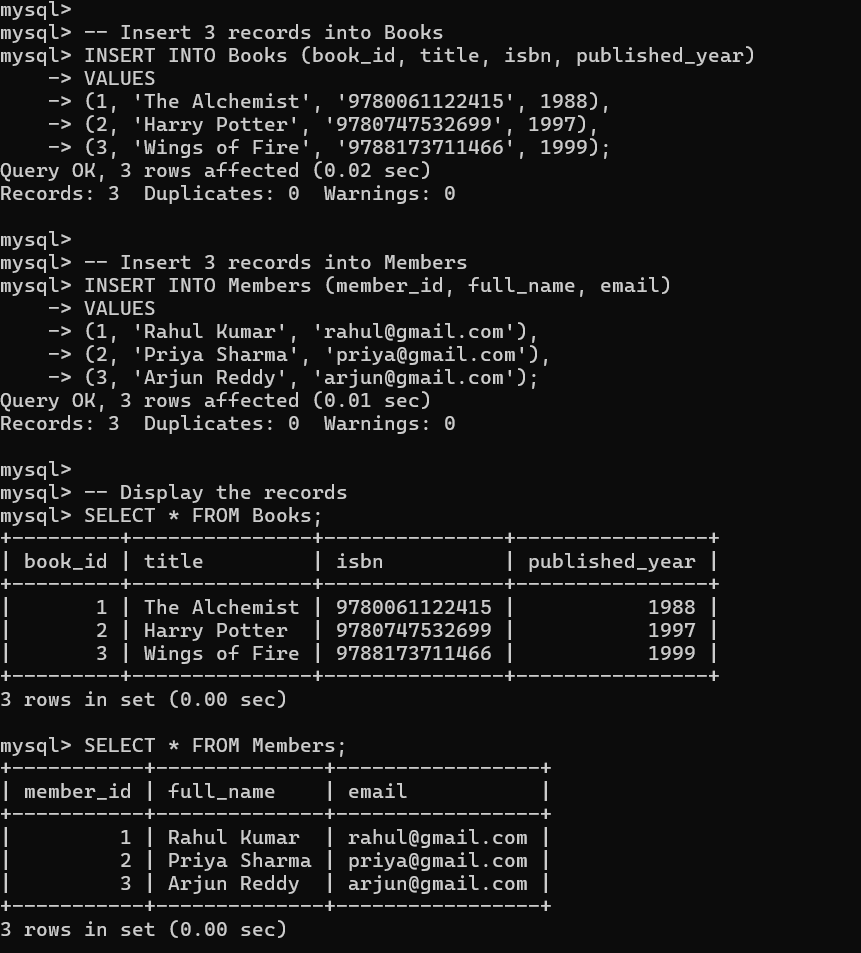 mysql>
mysql> -- Insert 3 records into Books
mysql> INSERT INTO Books (book_id, title, isbn, published_year)
    -> VALUES
    -> (1, 'The Alchemist', '9780061122415', 1988),
    -> (2, 'Harry Potter', '9780747532699', 1997),
    -> (3, 'Wings of Fire', '9788173711466', 1999);
Query OK, 3 rows affected (0.02 sec)
Records: 3  Duplicates: 0  Warnings: 0

mysql>
mysql> -- Insert 3 records into Members
mysql> INSERT INTO Members (member_id, full_name, email)
    -> VALUES
    -> (1, 'Rahul Kumar', 'rahul@gmail.com'),
    -> (2, 'Priya Sharma', 'priya@gmail.com'),
    -> (3, 'Arjun Reddy', 'arjun@gmail.com');
Query OK, 3 rows affected (0.01 sec)
Records: 3  Duplicates: 0  Warnings: 0

mysql>
mysql> -- Display the records
mysql> SELECT * FROM Books;
+---------+---------------+---------------+----------------+
| book_id | title         | isbn          | published_year |
+---------+---------------+---------------+----------------+
|       1 | The Alchemist | 9780061122415 |           1988 |
|       2 | Harry Potter  | 9780747532699 |           1997 |
|       3 | Wings of Fire | 9788173711466 |           1999 |
+---------+---------------+---------------+----------------+
3 rows in set (0.00 sec)

mysql> SELECT * FROM Members;
+-----------+--------------+-----------------+
| member_id | full_name    | email           |
+-----------+--------------+-----------------+
|         1 | Rahul Kumar  | rahul@gmail.com |
|         2 | Priya Sharma | priya@gmail.com |
|         3 | Arjun Reddy  | arjun@gmail.com |
+-----------+--------------+-----------------+
3 rows in set (0.00 sec)